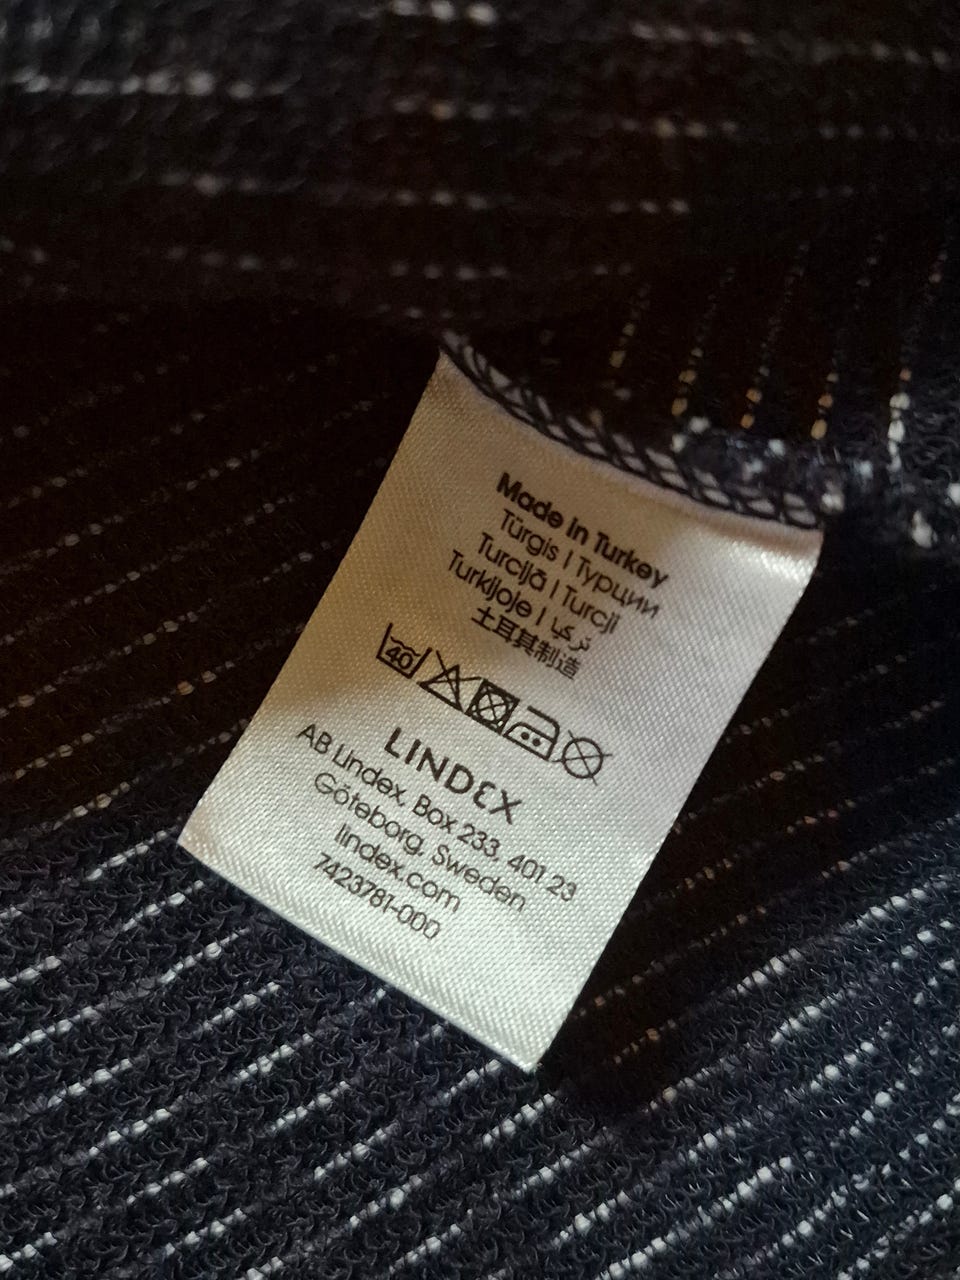 Made in Turkey
Türgis | Турции
Turcijā | Turcji
Turkijoje | تركيا
土耳其制造
40
LINDEX
AB Lindex, Box 233, 401 23
Göteborg, Sweden
lindex.com
7423781-000